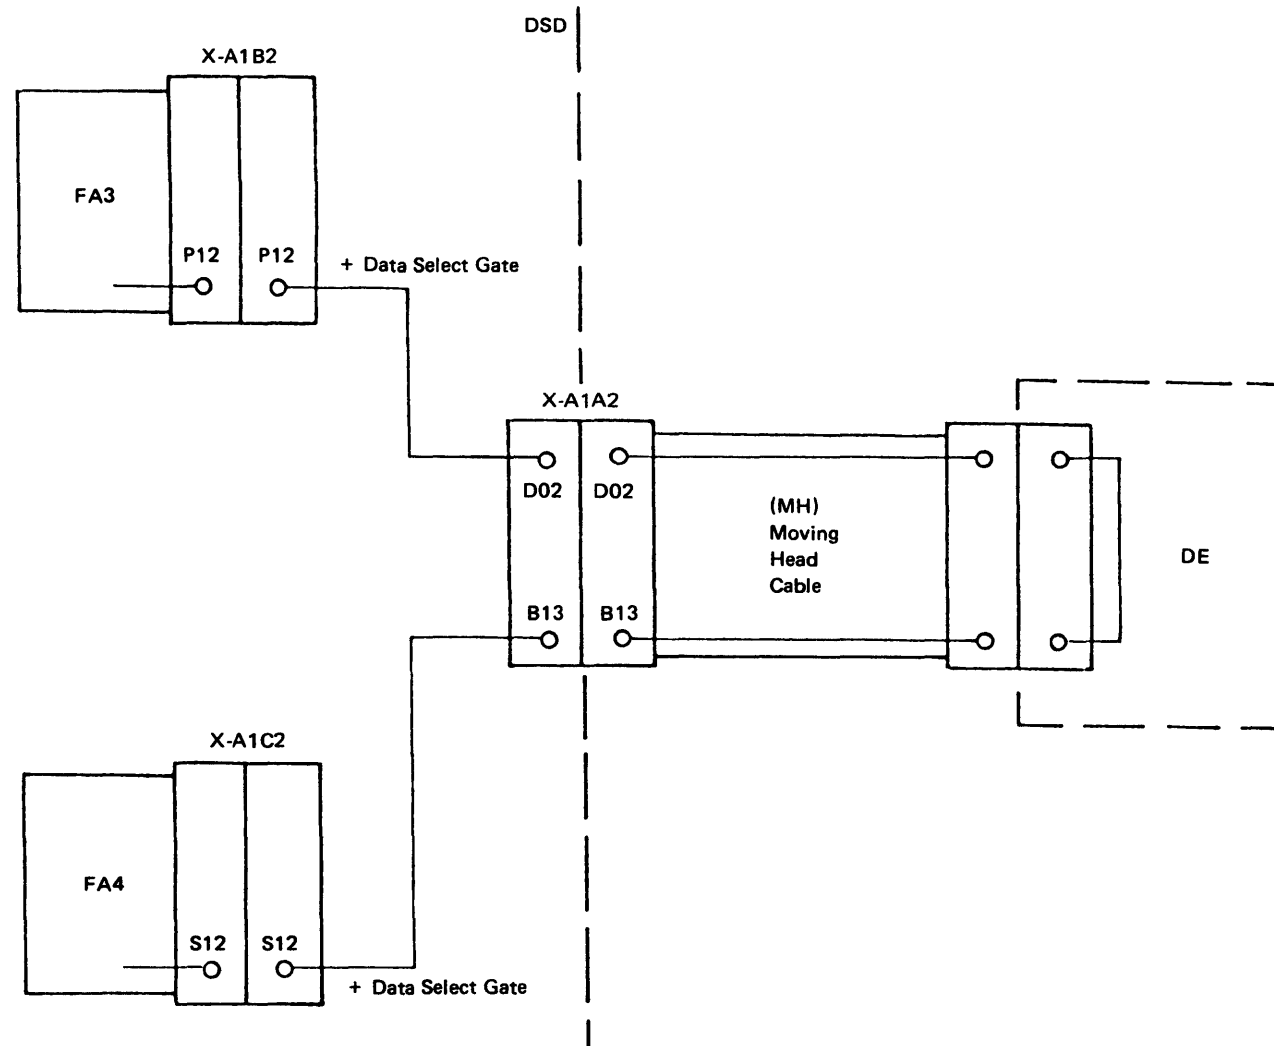 DSD
X-A1B2
FA3
P12
P12
+ Data Select Gate
X-A1A2
D02
D02
(MH)
Moving
Head
Cable
DE
B13
B13
X-A1C2
FA4
S12
S12
+ Data Select Gate